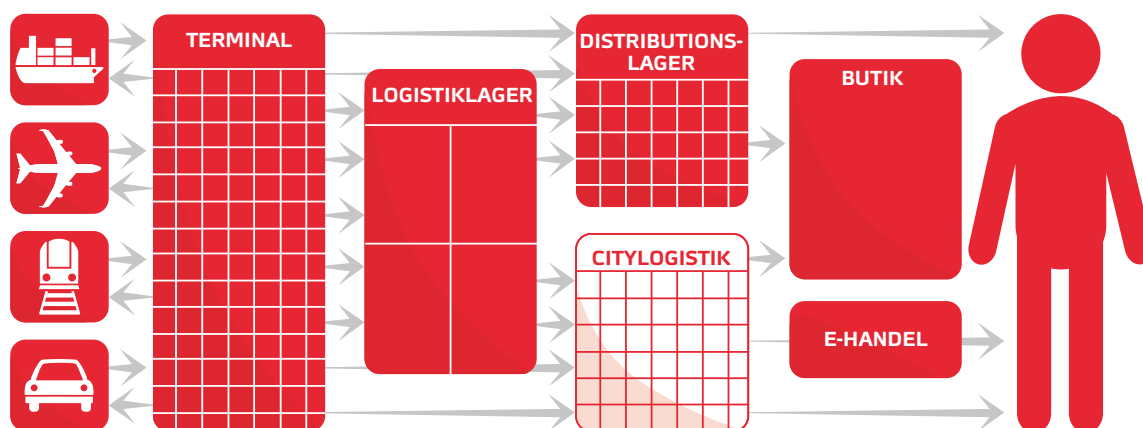 TERMINAL
LOGISTIKLAGER
DISTRIBUTIONS-
LAGER
CITYLOGISTIK
BUTIK
E-HANDEL